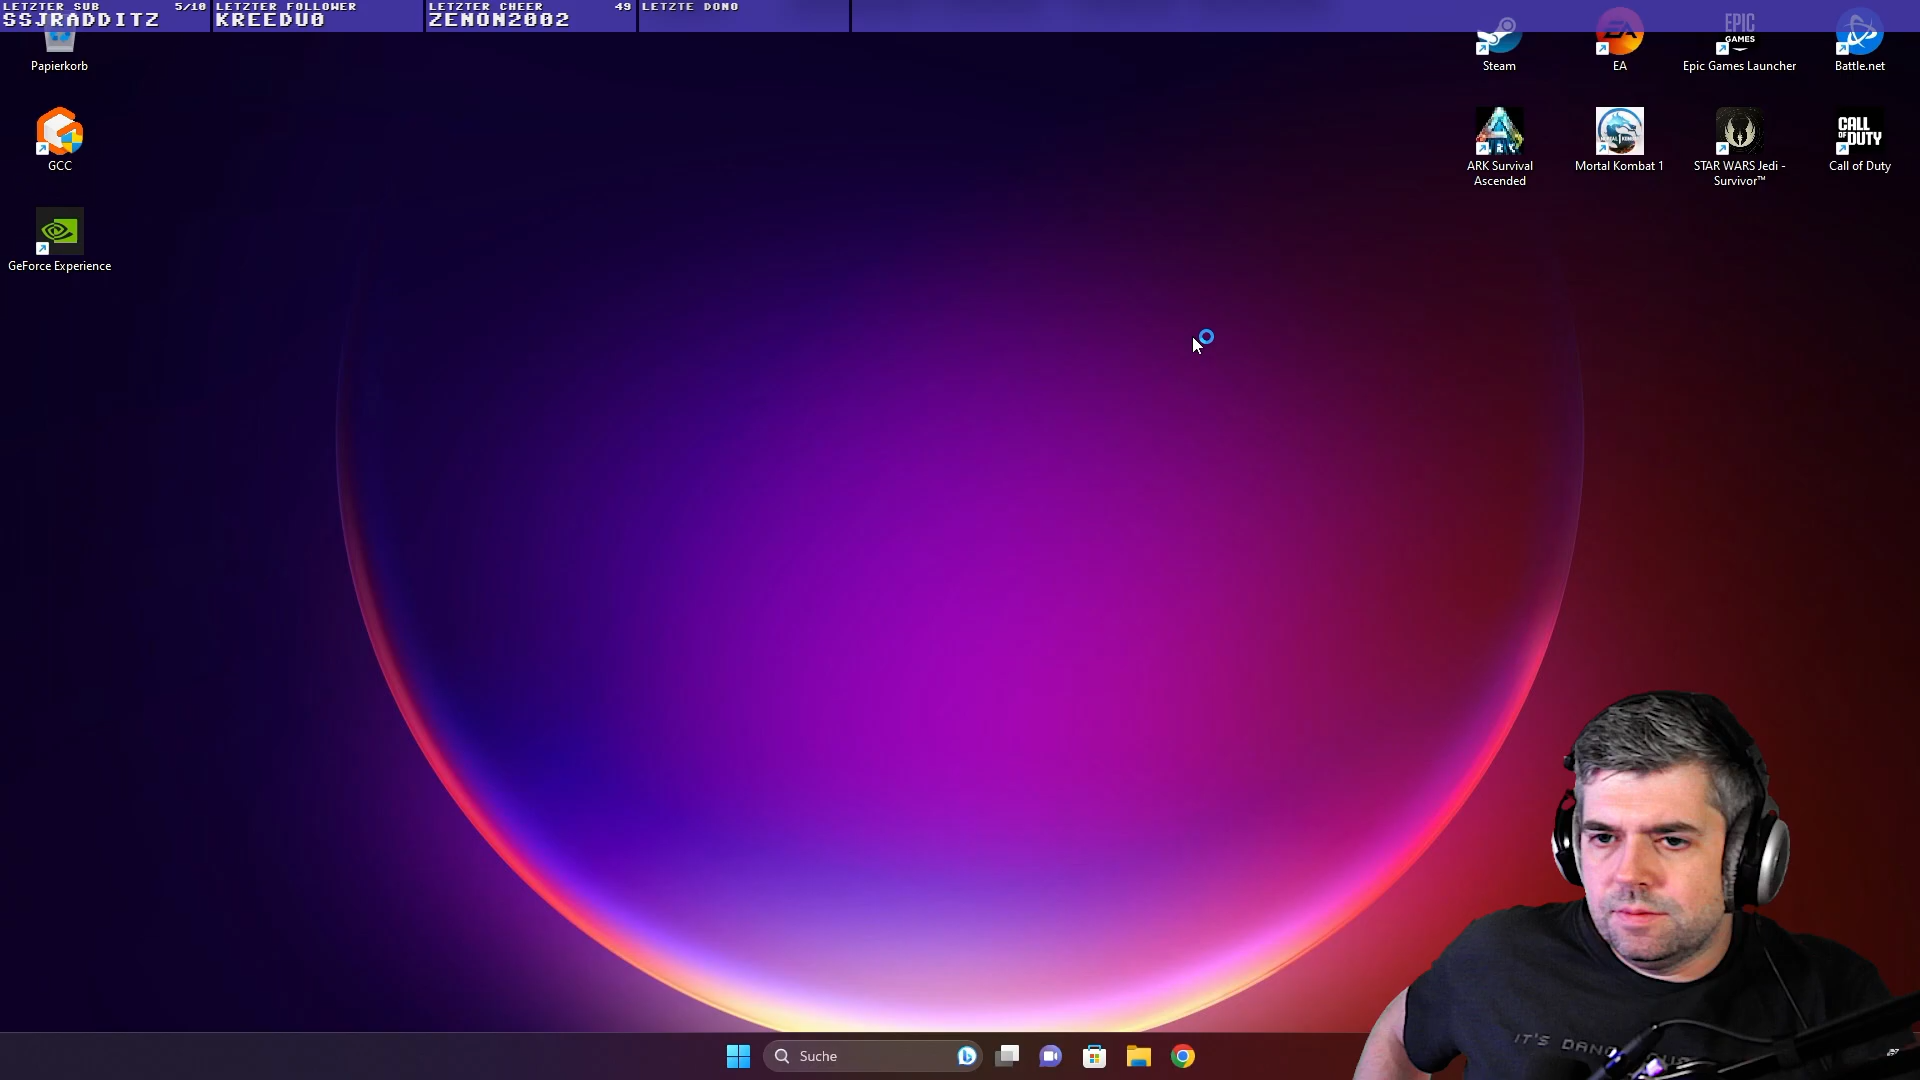 LETZTER SUB 5/10
SSJRADDITZ
LETZTER FOLLOWER
KREEDU0
LETZTER CHEER 49
ZENON2002
LETZTE DONO
Papierkorb
GCC
GeForce Experience
EA
EPIC
GAMES
Steam
EA
Epic Games Launcher
Battle.net
CALL
OF
DUTY
ARK Survival
Ascended
Mortal Kombat 1
STAR WARS Jedi -
Survivor™
Call of Duty
Suche
IT'S